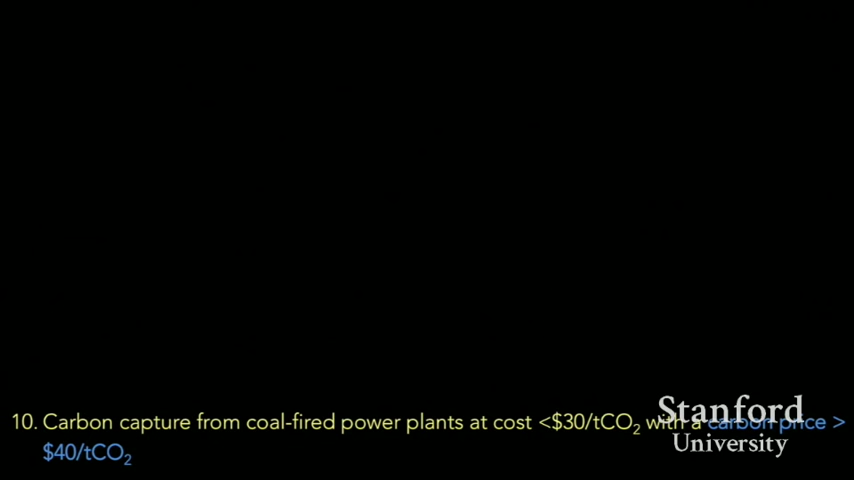 10. Carbon capture from coal-fired power plants at cost <$30/tCO₂ with a carbon price >
$40/tCO₂
Stanford
University